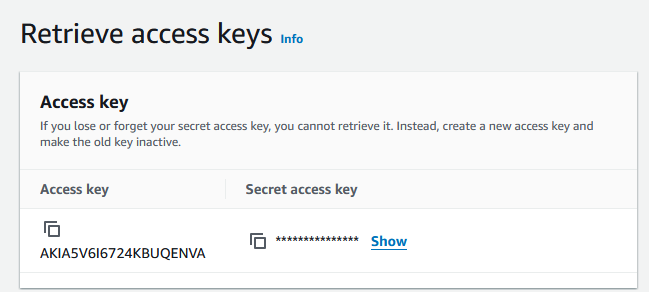 Retrieve access keys Info
Access key
If you lose or forget your secret access key, you cannot retrieve it. Instead, create a new access key and
make the old key inactive.
Access key Secret access key
AKIA5V6I6724KBUQENVA
*************** Show